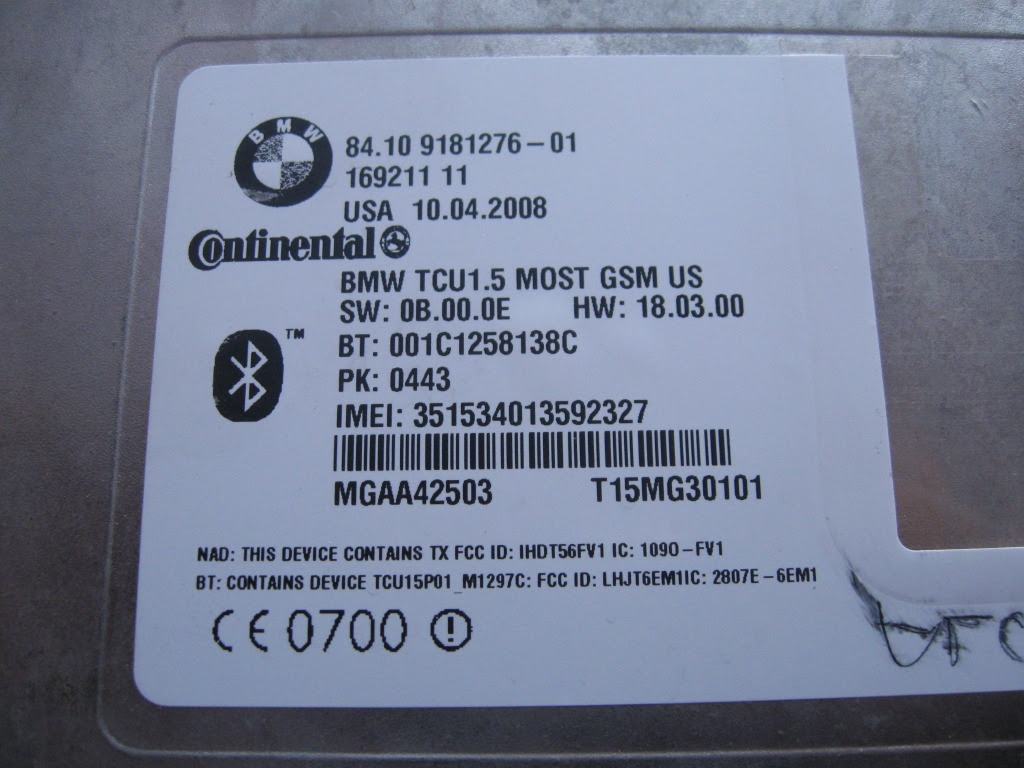 BMW
84.10 9181276-01
169211 11
USA 10.04.2008
Continental
BMW TCU1.5 MOST GSM US
SW: 0B.00.0E HW: 18.03.00
TM
BT: 001C1258138C
PK: 0443
IMEI: 351534013592327
MGAA42503 T15MG30101
NAD: THIS DEVICE CONTAINS TX FCC ID: IHDT56FV1 IC: 1090-FV1
BT: CONTAINS DEVICE TCU15P01_M1297C: FCC ID: LHJT6EM1IC: 2807E-6EM1
CE 0700